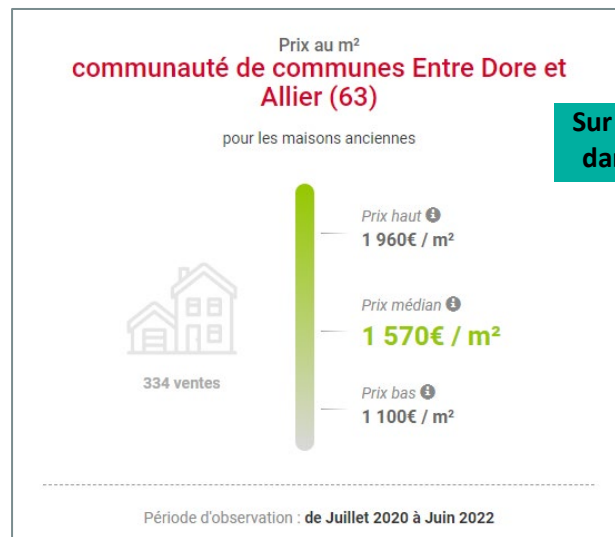 Prix au m²
communauté de communes Entre Dore et
Allier (63)
pour les maisons anciennes
Sur
Prix haut
1 960€ / m²
Prix médian
1 570€ / m²
334 ventes
Prix bas
1 100€ / m²
Période d'observation : de Juillet 2020 à Juin 2022